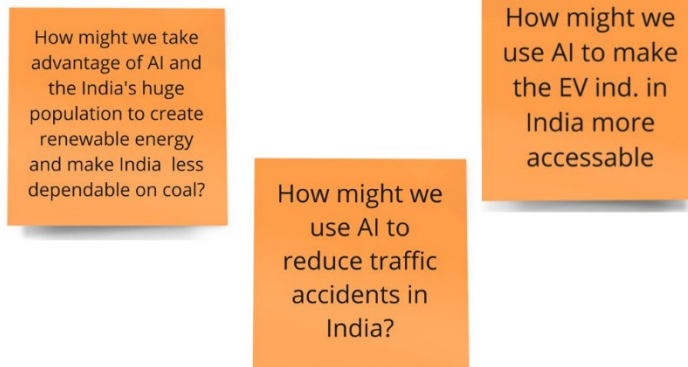 How might we take
advantage of AI and
the India's huge
population to create
renewable energy
and make India less
dependable on coal?
How might we
use AI to
reduce traffic
accidents in
India?
How might we
use AI to make
the EV ind. in
India more
accessable